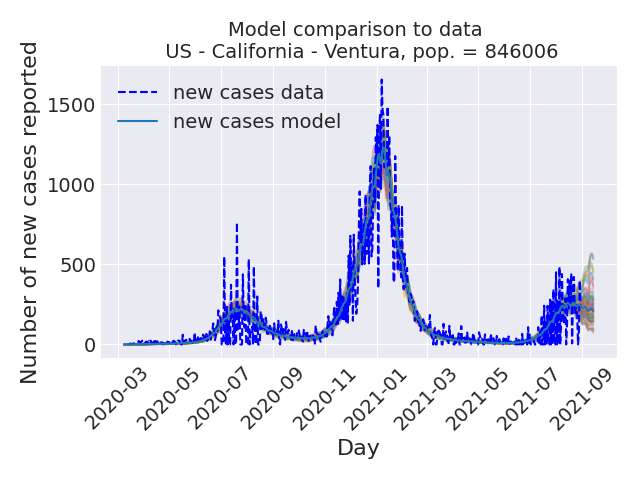 Model comparison to data
US - California - Ventura, pop. = 846006
Number of new cases reported
1500
1000
500
0
new cases data
new cases model
2020-03
2020-05
2020-07
2020-09
2020-11
2021-01
2021-03
2021-05
2021-07
2021-09
Day